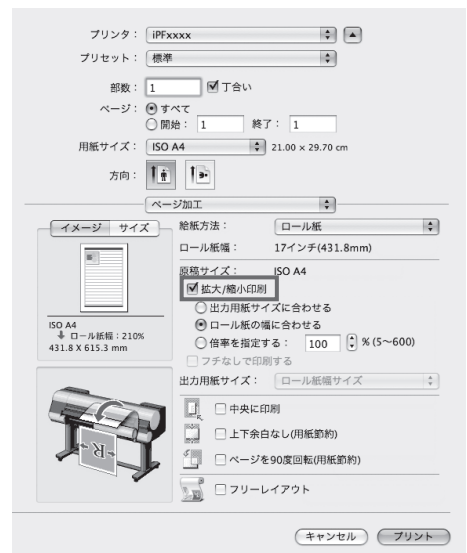 プリンタ： iPFxxxx
プリセット： 標準
部数： 1 丁合い
ページ： すべて
開始： 1 終了： 1
用紙サイズ： ISO A4 21.00 × 29.70 cm
方向：
ページ加工
イメージ サイズ
ISO A4
ロール紙幅：210%
431.8 X 615.3 mm
R
給紙方法： ロール紙
ロール紙幅： 17インチ(431.8mm)
原稿サイズ： ISO A4
拡大/縮小印刷
出力用紙サイズに合わせる
ロール紙の幅に合わせる
倍率を指定する： 100 % (5〜600)
フチなしで印刷する
出力用紙サイズ： ロール紙幅サイズ
中央に印刷
上下余白なし(用紙節約)
ページを90度回転(用紙節約)
フリーレイアウト
キャンセル プリント